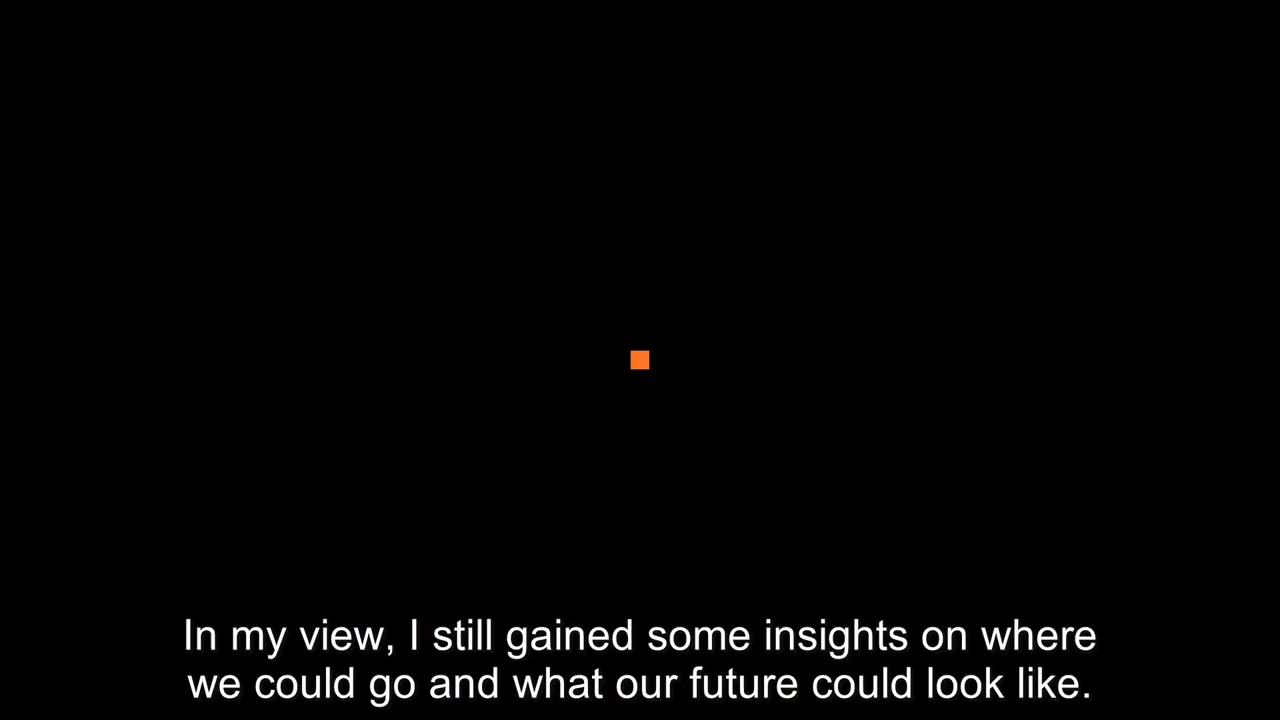 In my view, I still gained some insights on where
we could go and what our future could look like.